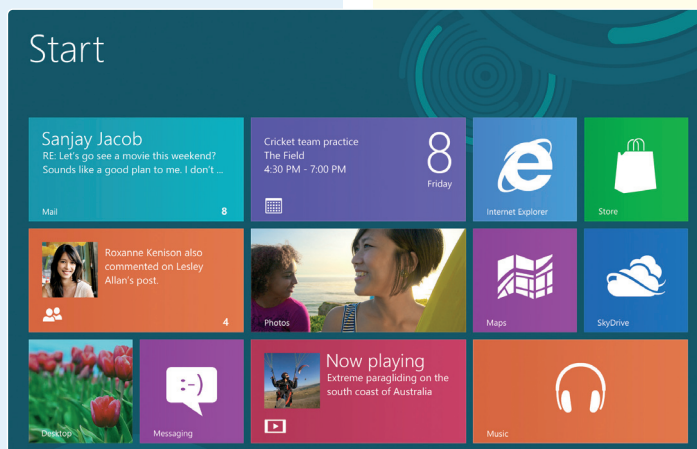 Start
Sanjay Jacob
RE: Let's go see a movie this weekend?
Sounds like a good plan to me. I don't ...
Mail
8
Cricket team practice
The Field
4:30 PM - 7:00 PM
8
Friday
Internet Explorer
Store
Roxanne Kenison also
commented on Lesley
Allan's post.
4
Photos
Maps
SkyDrive
Desktop
:-)
Messaging
Now playing
Extreme paragliding on the
south coast of Australia
Music